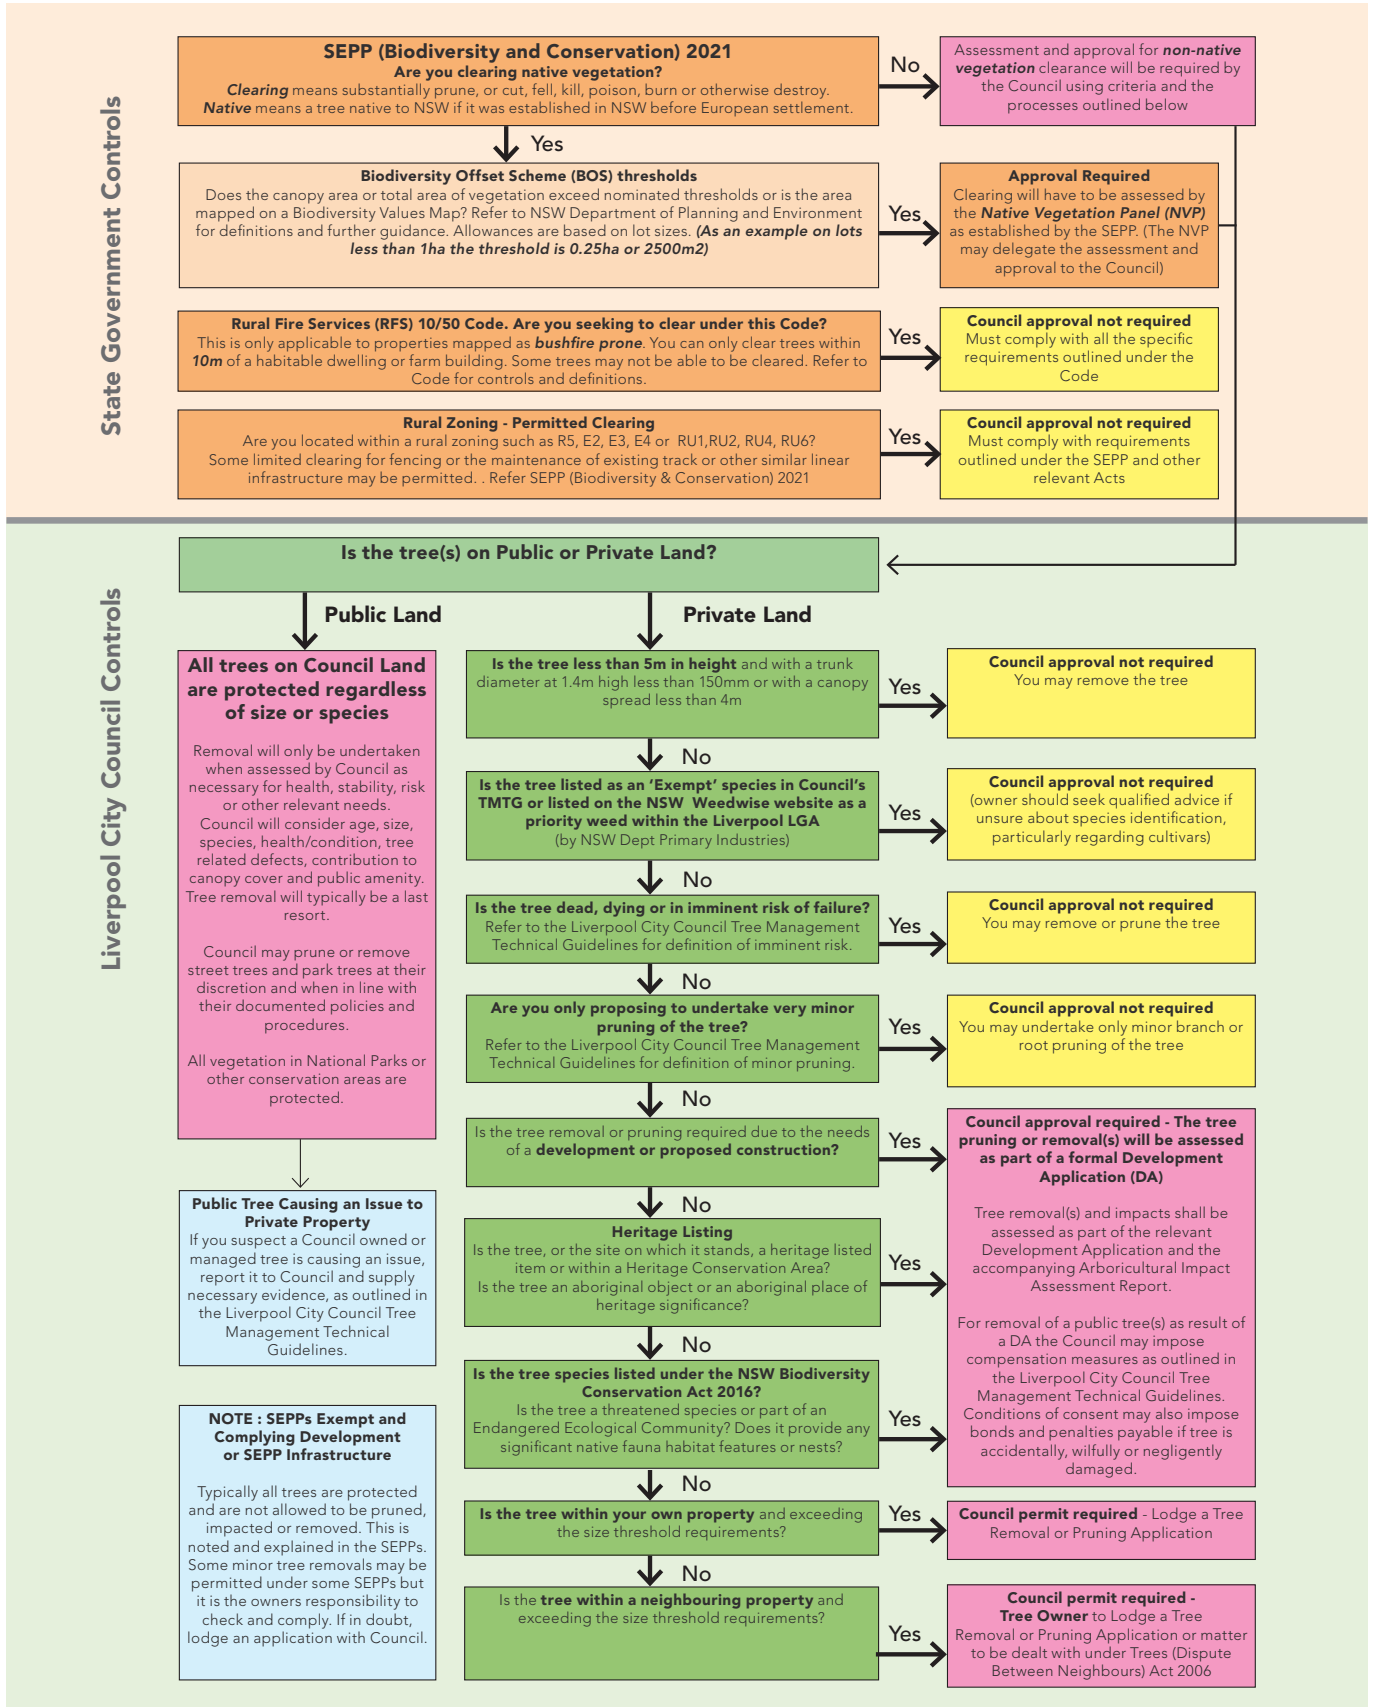 State Government Controls
SEPP (Biodiversity and Conservation) 2021
Are you clearing native vegetation?
Clearing means substantially prune, or cut, fell, kill, poison, burn or otherwise destroy.
Native means a tree native to NSW if it was established in NSW before European settlement.
No
Assessment and approval for non-native
vegetation clearance will be required by
the Council using criteria and the
processes outlined below
Yes
Biodiversity Offset Scheme (BOS) thresholds
Does the canopy area or total area of vegetation exceed nominated thresholds or is the area
mapped on a Biodiversity Values Map? Refer to NSW Department of Planning and Environment
for definitions and further guidance. Allowances are based on lot sizes. (As an example on lots
less than 1ha the threshold is 0.25ha or 2500m2)
Yes
Approval Required
Clearing will have to be assessed by
the Native Vegetation Panel (NVP)
as established by the SEPP. (The NVP
may delegate the assessment and
approval to the Council)
Rural Fire Services (RFS) 10/50 Code. Are you seeking to clear under this Code?
This is only applicable to properties mapped as bushfire prone. You can only clear trees within
10m of a habitable dwelling or farm building. Some trees may not be able to be cleared. Refer to
Code for controls and definitions.
Yes
Council approval not required
Must comply with all the specific
requirements outlined under the
Code
Rural Zoning - Permitted Clearing
Are you located within a rural zoning such as R5, E2, E3, E4 or RU1,RU2, RU4, RU6?
Some limited clearing for fencing or the maintenance of existing track or other similar linear
infrastructure may be permitted. . Refer SEPP (Biodiversity & Conservation) 2021
Yes
Council approval not required
Must comply with requirements
outlined under the SEPP and other
relevant Acts
Liverpool City Council Controls
Is the tree(s) on Public or Private Land?
Public Land
Private Land
All trees on Council Land
are protected regardless
of size or species
Removal will only be undertaken
when assessed by Council as
necessary for health, stability, risk
or other relevant needs.
Council will consider age, size,
species, health/condition, tree
related defects, contribution to
canopy cover and public amenity.
Tree removal will typically be a last
resort.
Council may prune or remove
street trees and park trees at their
discretion and when in line with
their documented policies and
procedures.
All vegetation in National Parks or
other conservation areas are
protected.
Public Tree Causing an Issue to
Private Property
If you suspect a Council owned or
managed tree is causing an issue,
report it to Council and supply
necessary evidence, as outlined in
the Liverpool City Council Tree
Management Technical
Guidelines.
NOTE : SEPPs Exempt and
Complying Development
or SEPP Infrastructure
Typically all trees are protected
and are not allowed to be pruned,
impacted or removed. This is
noted and explained in the SEPPs.
Some minor tree removals may be
permitted under some SEPPs but
it is the owners responsibility to
check and comply. If in doubt,
lodge an application with Council.
Is the tree less than 5m in height and with a trunk
diameter at 1.4m high less than 150mm or with a canopy
spread less than 4m
Yes
Council approval not required
You may remove the tree
No
Is the tree listed as an ‘Exempt’ species in Council’s
TMTG or listed on the NSW Weedwise website as a
priority weed within the Liverpool LGA
(by NSW Dept Primary Industries)
Yes
Council approval not required
(owner should seek qualified advice if
unsure about species identification,
particularly regarding cultivars)
No
Is the tree dead, dying or in imminent risk of failure?
Refer to the Liverpool City Council Tree Management
Technical Guidelines for definition of imminent risk.
Yes
Council approval not required
You may remove or prune the tree
No
Are you only proposing to undertake very minor
pruning of the tree?
Refer to the Liverpool City Council Tree Management
Technical Guidelines for definition of minor pruning.
Yes
Council approval not required
You may undertake only minor branch or
root pruning of the tree
No
Is the tree removal or pruning required due to the needs
of a development or proposed construction?
Yes
Council approval required - The tree
pruning or removal(s) will be assessed
as part of a formal Development
Application (DA)
Tree removal(s) and impacts shall be
assessed as part of the relevant
Development Application and the
accompanying Arboricultural Impact
Assessment Report.
For removal of a public tree(s) as result of
a DA the Council may impose
compensation measures as outlined in
the Liverpool City Council Tree
Management Technical Guidelines.
Conditions of consent may also impose
bonds and penalties payable if tree is
accidentally, wilfully or negligently
damaged.
No
Heritage Listing
Is the tree, or the site on which it stands, a heritage listed
item or within a Heritage Conservation Area?
Is the tree an aboriginal object or an aboriginal place of
heritage significance?
Yes
No
Is the tree species listed under the NSW Biodiversity
Conservation Act 2016?
Is the tree a threatened species or part of an
Endangered Ecological Community? Does it provide any
significant native fauna habitat features or nests?
Yes
No
Is the tree within your own property and exceeding
the size threshold requirements?
Yes
Council permit required - Lodge a Tree
Removal or Pruning Application
No
Is the tree within a neighbouring property and
exceeding the size threshold requirements?
Yes
Council permit required -
Tree Owner to Lodge a Tree
Removal or Pruning Application or matter
to be dealt with under Trees (Dispute
Between Neighbours) Act 2006